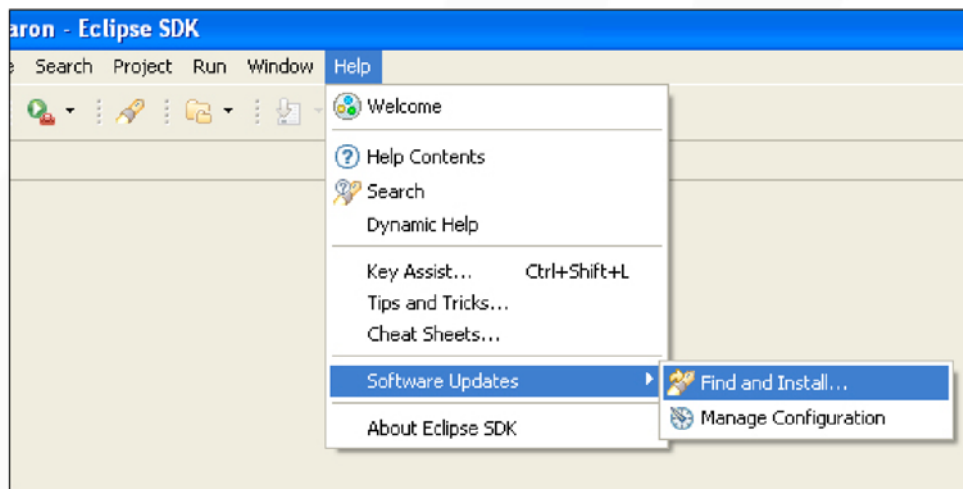 aron - Eclipse SDK
Search Project Run Window Help
Welcome
Help Contents
Search
Dynamic Help
Key Assist... Ctrl+Shift+L
Tips and Tricks...
Cheat Sheets...
Software Updates
Find and Install...
Manage Configuration
About Eclipse SDK